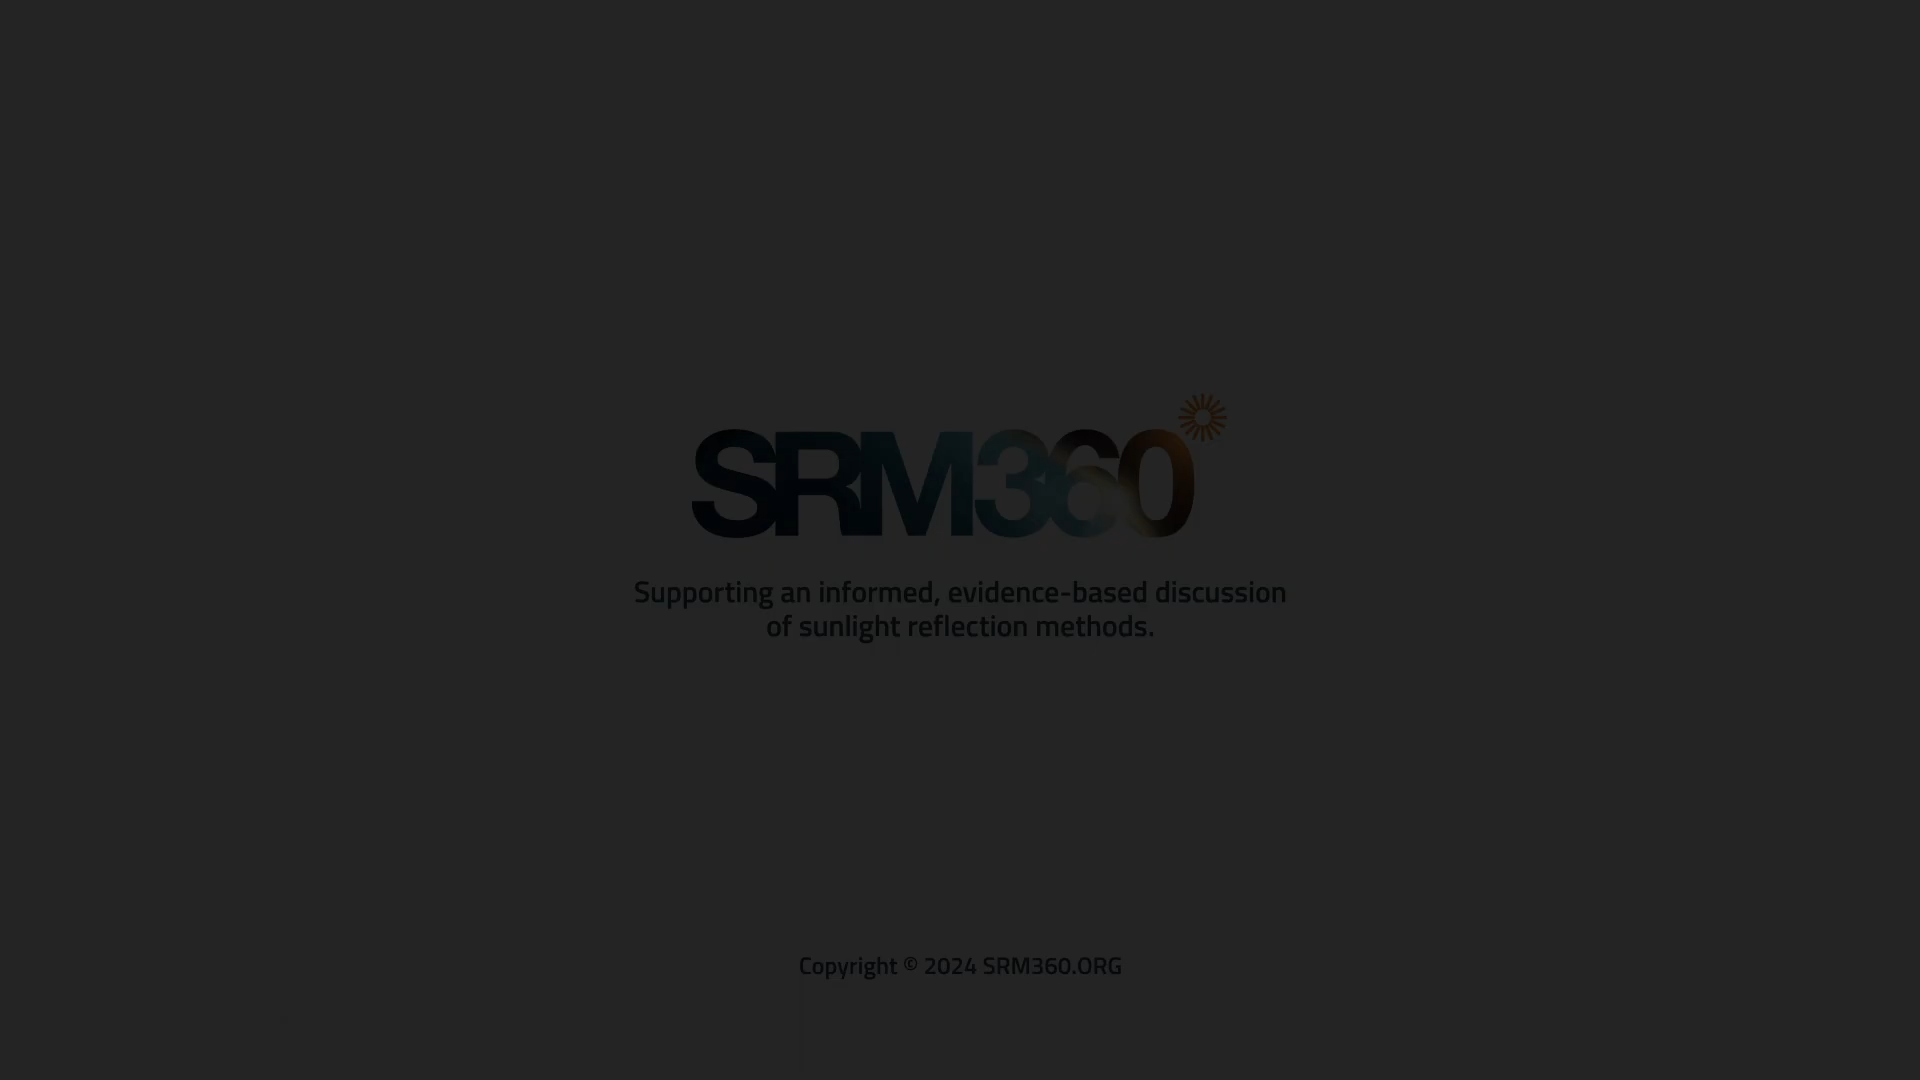 SRM360
Supporting an informed, evidence-based discussion
of sunlight reflection methods.
Copyright © 2024 SRM360.ORG